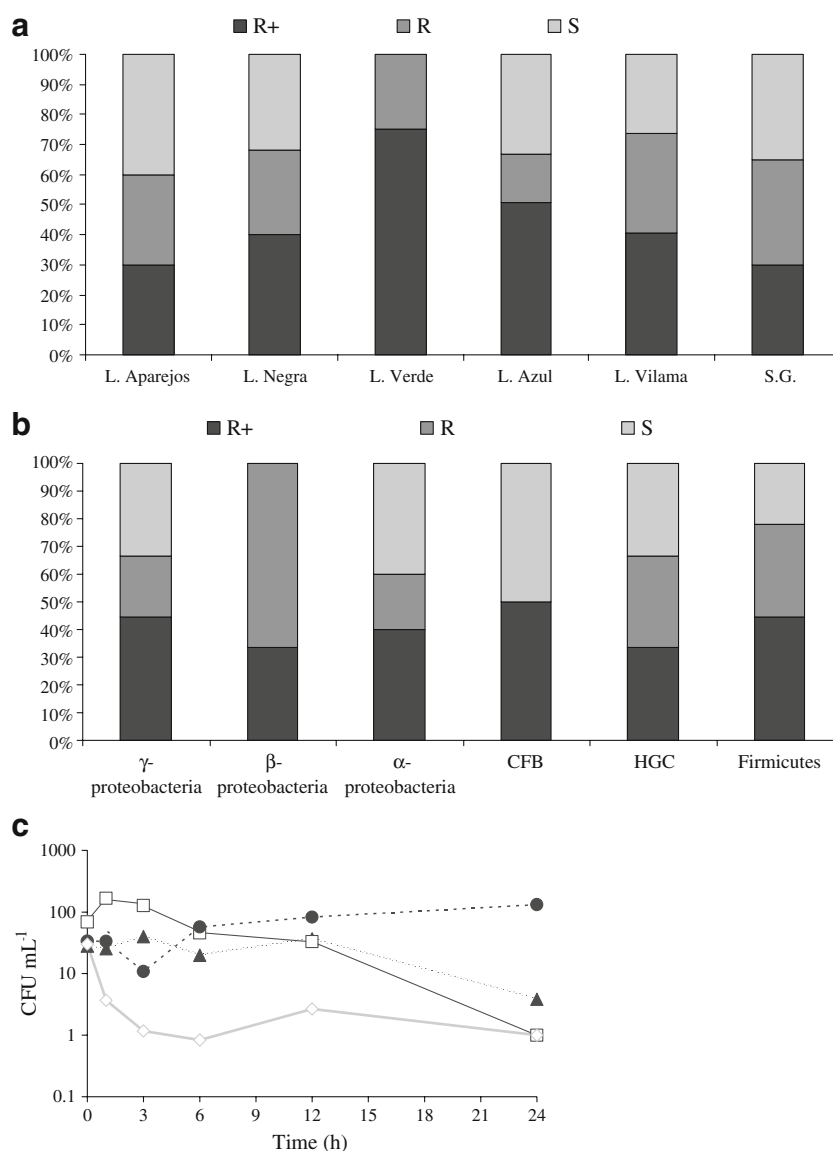 a
R+ R S
100%
90%
80%
70%
60%
50%
40%
30%
20%
10%
0%
L. Aparejos L. Negra L. Verde L. Azul L. Vilama S.G.
b
R+ R S
100%
90%
80%
70%
60%
50%
40%
30%
20%
10%
0%
γ- β- α- CFB HGC Firmicutes
proteobacteria proteobacteria proteobacteria
c
1000
100
10
1
0.1
CFU mL⁻¹
0 3 6 9 12 15 18 21 24
Time (h)